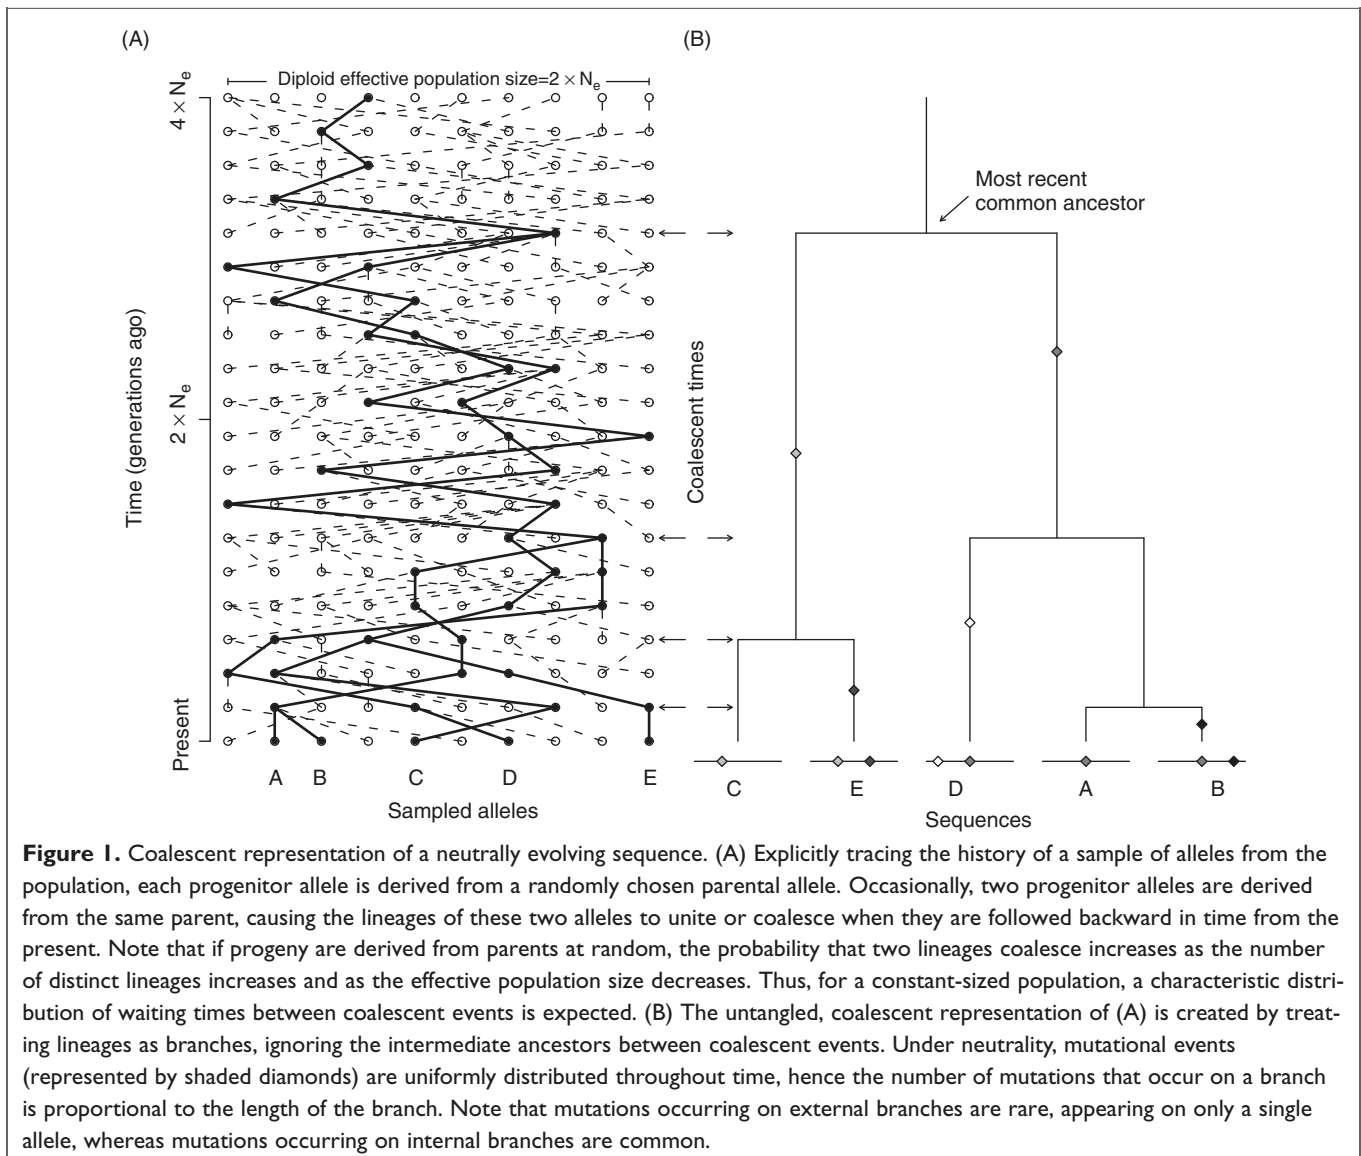 (A)
(B)
Diploid effective population size=2 × Ne
4 × Ne
2 × Ne
Present
Time (generations ago)
Most recent
common ancestor
Coalescent times
A B C D E
Sampled alleles
C E D A B
Sequences
Figure 1. Coalescent representation of a neutrally evolving sequence. (A) Explicitly tracing the history of a sample of alleles from the
population, each progenitor allele is derived from a randomly chosen parental allele. Occasionally, two progenitor alleles are derived
from the same parent, causing the lineages of these two alleles to unite or coalesce when they are followed backward in time from the
present. Note that if progeny are derived from parents at random, the probability that two lineages coalesce increases as the number
of distinct lineages increases and as the effective population size decreases. Thus, for a constant-sized population, a characteristic distri-
bution of waiting times between coalescent events is expected. (B) The untangled, coalescent representation of (A) is created by treat-
ing lineages as branches, ignoring the intermediate ancestors between coalescent events. Under neutrality, mutational events
(represented by shaded diamonds) are uniformly distributed throughout time, hence the number of mutations that occur on a branch
is proportional to the length of the branch. Note that mutations occurring on external branches are rare, appearing on only a single
allele, whereas mutations occurring on internal branches are common.